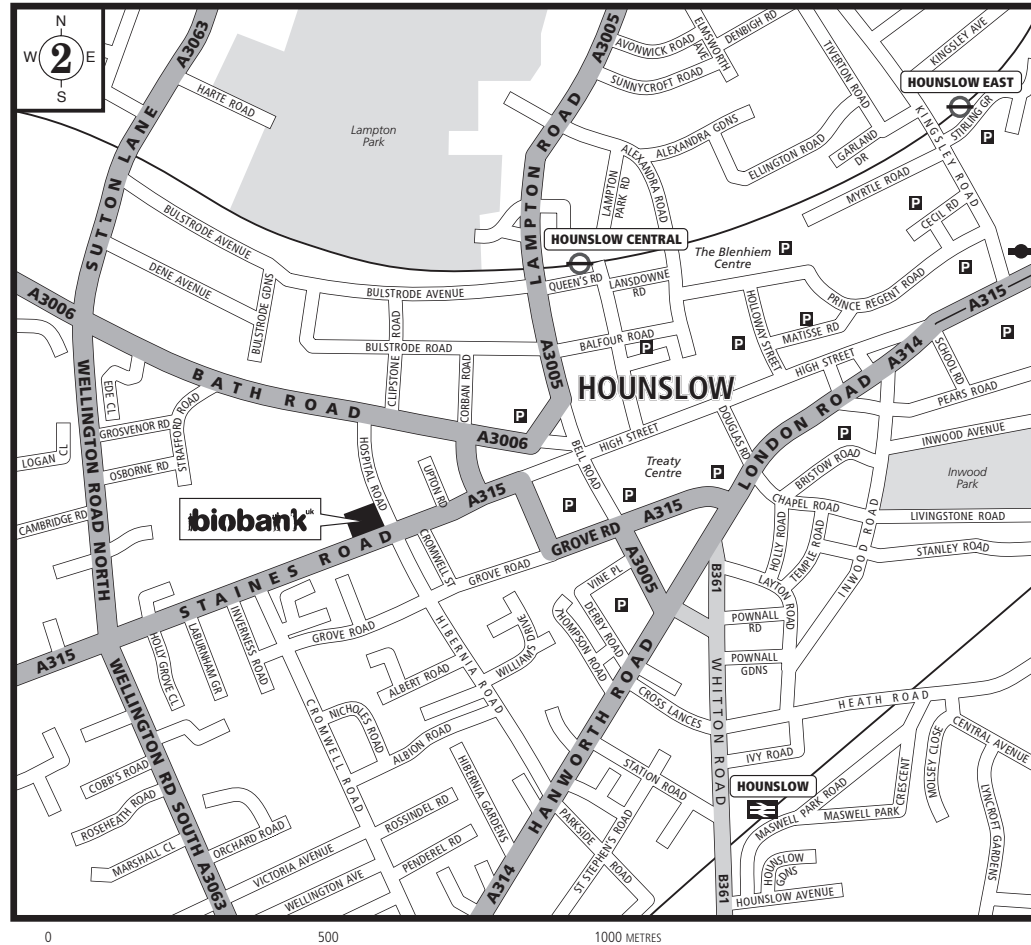 N
W 2 E
S
A3063
HARTE ROAD
SUTTON LANE
Lampton
Park
A3005
LAMPTON ROAD
AVONWICK ROAD
ELMSWORTH
AVE
DENBIGH RD
SUNNYCROFT ROAD
TIVERTON ROAD
KINGSLEY AVE
HOUNSLOW EAST
STIRLING GR
KINGSLEY ROAD
ALEXANDRA GDNS
ALEXANDRA ROAD
ELLINGTON ROAD
GARLAND
DR
MYRTLE ROAD
CECIL RD
LAMPTON
PARK RD
P
P
P
P
HOUNSLOW CENTRAL
The Blenhiem
Centre
BULSTRODE AVENUE
DENE AVENUE
BULSTRODE GDNS
BULSTRODE AVENUE
QUEEN'S RD
LANSDOWNE
RD
PRINCE REGENT ROAD
A315
HOLLOWAY STREET
MATISSE RD
P
P
P
P
A3006
CLIPSTONE ROAD
BULSTRODE ROAD
CORBAN ROAD
BALFOUR ROAD
A3005
HIGH STREET
A314
SCHOOL RD
PEARS ROAD
HOUNSLOW
BATH ROAD
WELLINGTON ROAD NORTH
EDE CL
GROSVENOR RD
STRAFFORD ROAD
OSBORNE RD
LOGAN CL
P
A3006
HOSPITAL ROAD
UPTON RD
BELL ROAD
HIGH STREET
DOUGLAS RD
LONDON ROAD
P
INWOOD AVENUE
Treaty
Centre
P
BRISTOW ROAD
Inwood
Park
CAMBRIDGE RD
biobank uk
A315
P
P
A315
CHAPEL ROAD
LIVINGSTONE ROAD
STAINES ROAD
CROMWELL ST
GROVE RD
GROVE ROAD
A3005
HOLLY ROAD
TEMPLE ROAD
INWOOD ROAD
STANLEY ROAD
B361
LAYTON ROAD
VINE PL
P
DERBY ROAD
THOMPSON ROAD
POWNALL
RD
POWNALL
GDNS
A315
HOLLY GROVE CL
LABURNHAM GR
INVERNESS ROAD
GROVE ROAD
HIBERNIA ROAD
WILLIAMS
DRIVE
ALBERT ROAD
NICHOLES ROAD
CROMWELL ROAD
ALBION ROAD
HANWORTH ROAD
CROSS LANCES
WHITTON ROAD
HEATH ROAD
IVY ROAD
STATION ROAD
WELLINGTON RD SOUTH
COBB'S ROAD
ROSEHEATH ROAD
MARSHALL CL
ORCHARD ROAD
VICTORIA AVENUE
WELLINGTON AVE
ROSSINDEL RD
PENDEREL RD
HIBERNIA GARDENS
PARKSIDE ROAD
ST STEPHEN'S ROAD
HOUNSLOW
MASWELL PARK ROAD
MASWELL PARK CRESCENT
MOLSEY CLOSE
CENTRAL AVENUE
LYNCROFT GARDENS
HOUNSLOW
GDNS
HOUNSLOW AVENUE
A3063
A314
B361
0 500 1000 METRES